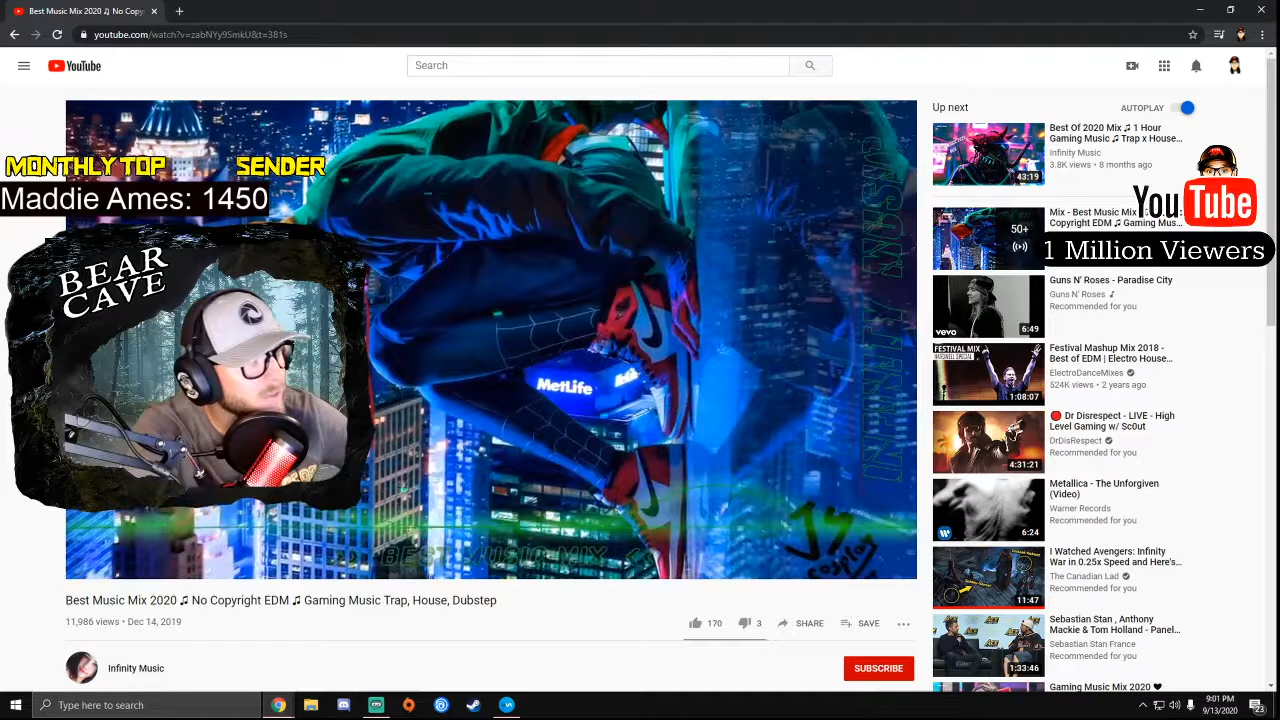 Best Music Mix 2020 ♫ No Copy
youtube.com/watch?v=zabNYy9SmkU&t=381s
YouTube
Search
MONTHLY TOP SENDER
Maddie Ames: 1450
BEAR
CAVE
MetLife
INFINITY MUSIC
BEST MUSIC MIX
Best Music Mix 2020 ♫ No Copyright EDM ♫ Gaming Music Trap, House, Dubstep
11,986 views • Dec 14, 2019
170
3
SHARE
SAVE
Infinity Music
SUBSCRIBE
Up next
AUTOPLAY
Best Of 2020 Mix ♫ 1 Hour
Gaming Music ♫ Trap x House...
Infinity Music
3.8K views • 8 months ago
43:19
YouTube
1 Million Viewers
Mix - Best Music Mix
Copyright EDM ♫ Gaming Mus...
50+
Guns N' Roses - Paradise City
Guns N' Roses ♪
Recommended for you
vevo
6:49
FESTIVAL MIX
Festival Mashup Mix 2018 -
Best of EDM | Electro House...
ElectroDanceMixes
524K views • 2 years ago
1:08:07
Dr Disrespect - LIVE - High
Level Gaming w/ Sc0ut
DrDisRespect
Recommended for you
4:31:21
Metallica - The Unforgiven
(Video)
Warner Records
Recommended for you
6:24
I Watched Avengers: Infinity
War in 0.25x Speed and Here's...
The Canadian Lad
Recommended for you
11:47
Sebastian Stan , Anthony
Mackie & Tom Holland - Panel...
Sebastian Stan France
Recommended for you
1:33:46
Gaming Music Mix 2020 ♥
Type here to search
9:01 PM
9/13/2020
23